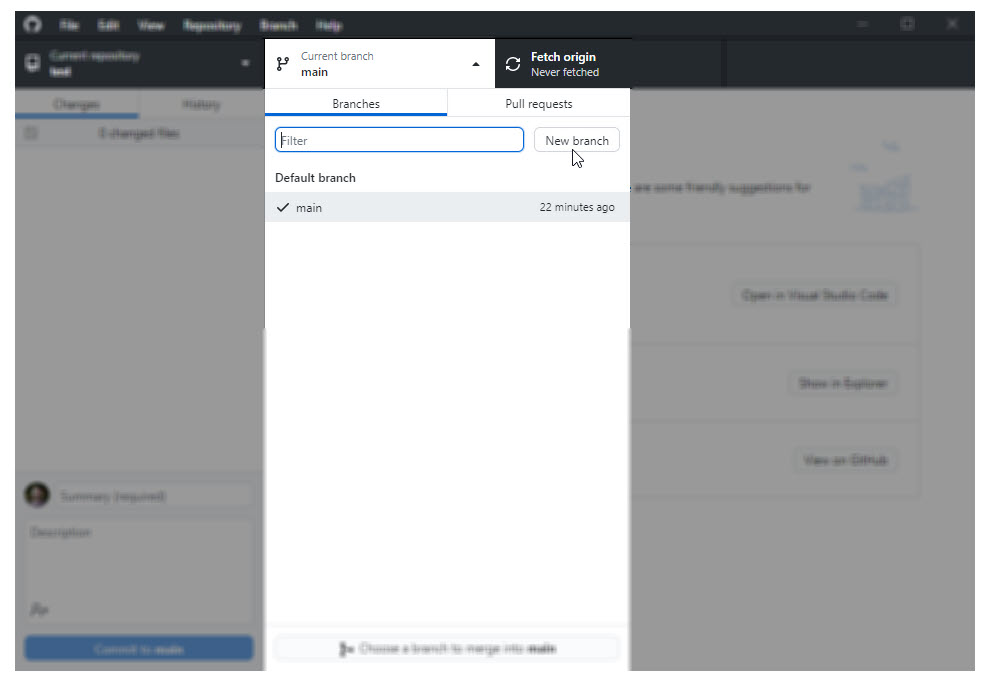 File Edit View Repository Branch Help
Current repository
test
Current branch
main
Fetch origin
Never fetched
Changes
History
Branches
Pull requests
0 changed files
Filter
New branch
Default branch
main
22 minutes ago
are some friendly suggestions for
Open in Visual Studio Code
Show in Explorer
View on GitHub
Summary (required)
Description
Commit to main
Choose a branch to merge into main